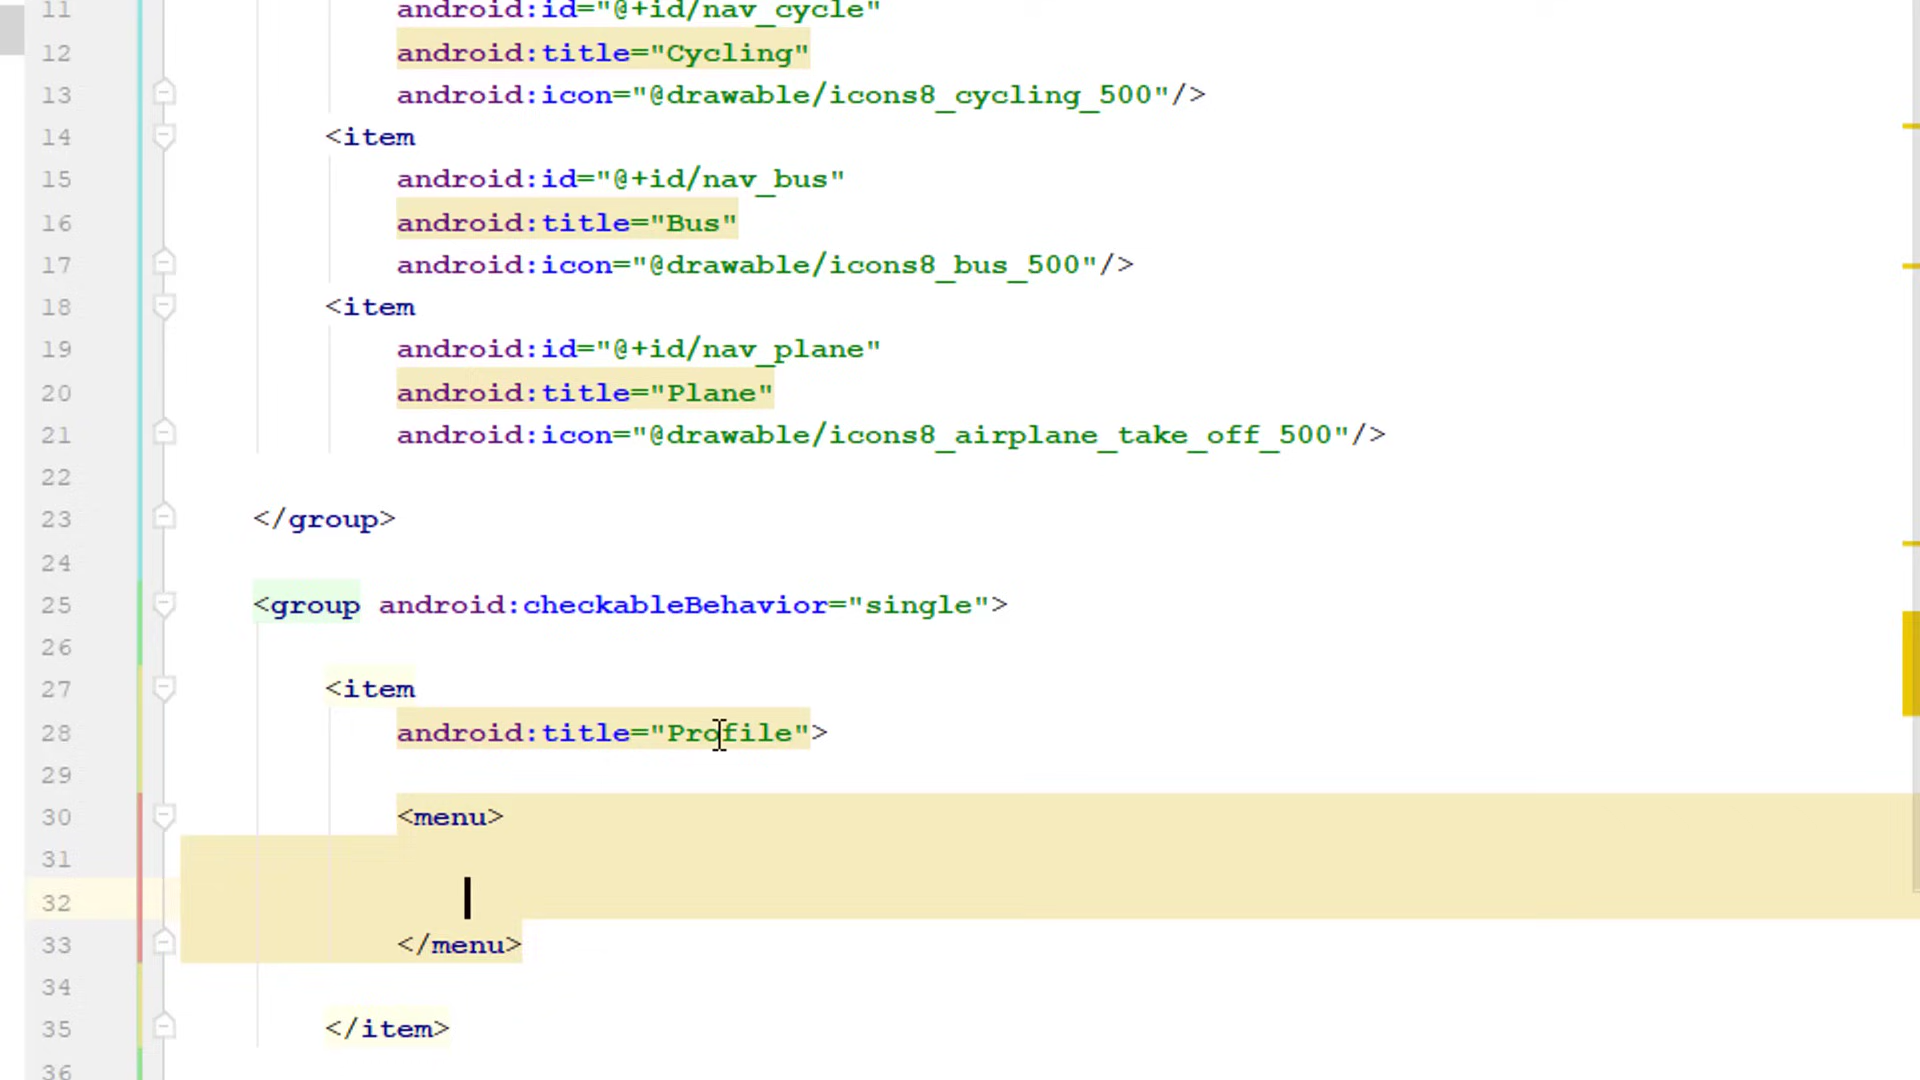 11 android:id="@+id/nav_cycle"
12 android:title="Cycling"
13 android:icon="@drawable/icons8_cycling_500"/>
14 <item
15 android:id="@+id/nav_bus"
16 android:title="Bus"
17 android:icon="@drawable/icons8_bus_500"/>
18 <item
19 android:id="@+id/nav_plane"
20 android:title="Plane"
21 android:icon="@drawable/icons8_airplane_take_off_500"/>
22
23 </group>
24
25 <group android:checkableBehavior="single">
26
27 <item
28 android:title="Profile">
29
30 <menu>
31
32
33 </menu>
34
35 </item>
36